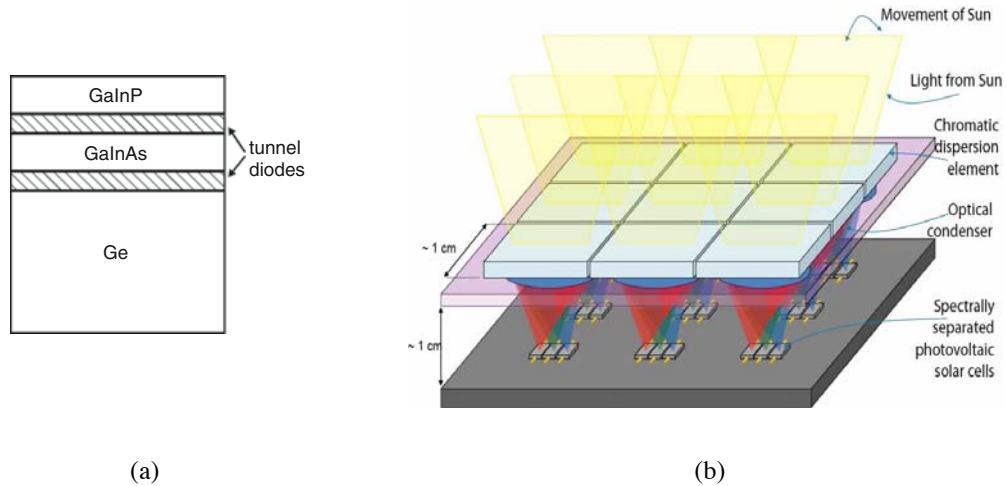 GaInP
tunnel
diodes
GaInAs
Ge
(a)
Movement of Sun
Light from Sun
Chromatic
dispersion
element
Optical
condenser
~ 1 cm
~ 1 cm
Spectrally
separated
photovoltaic
solar cells
(b)